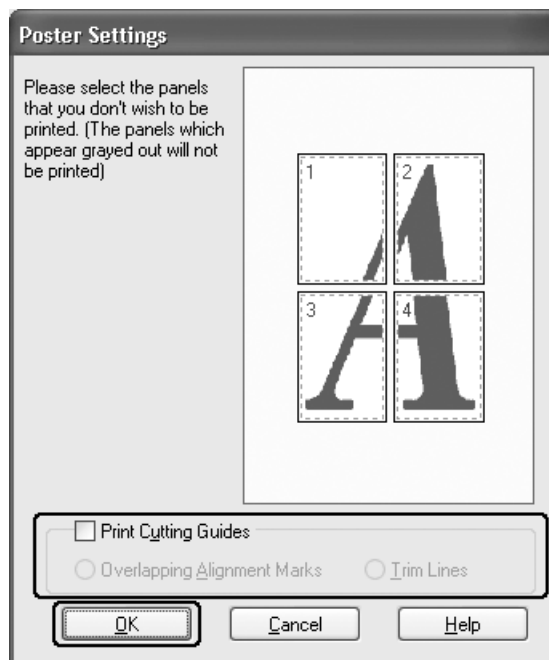 Poster Settings
Please select the panels
that you don't wish to be
printed. (The panels which
appear grayed out will not
be printed)
1 2
3 4
A
Print Cutting Guides
Overlapping Alignment Marks Trim Lines
OK Cancel Help